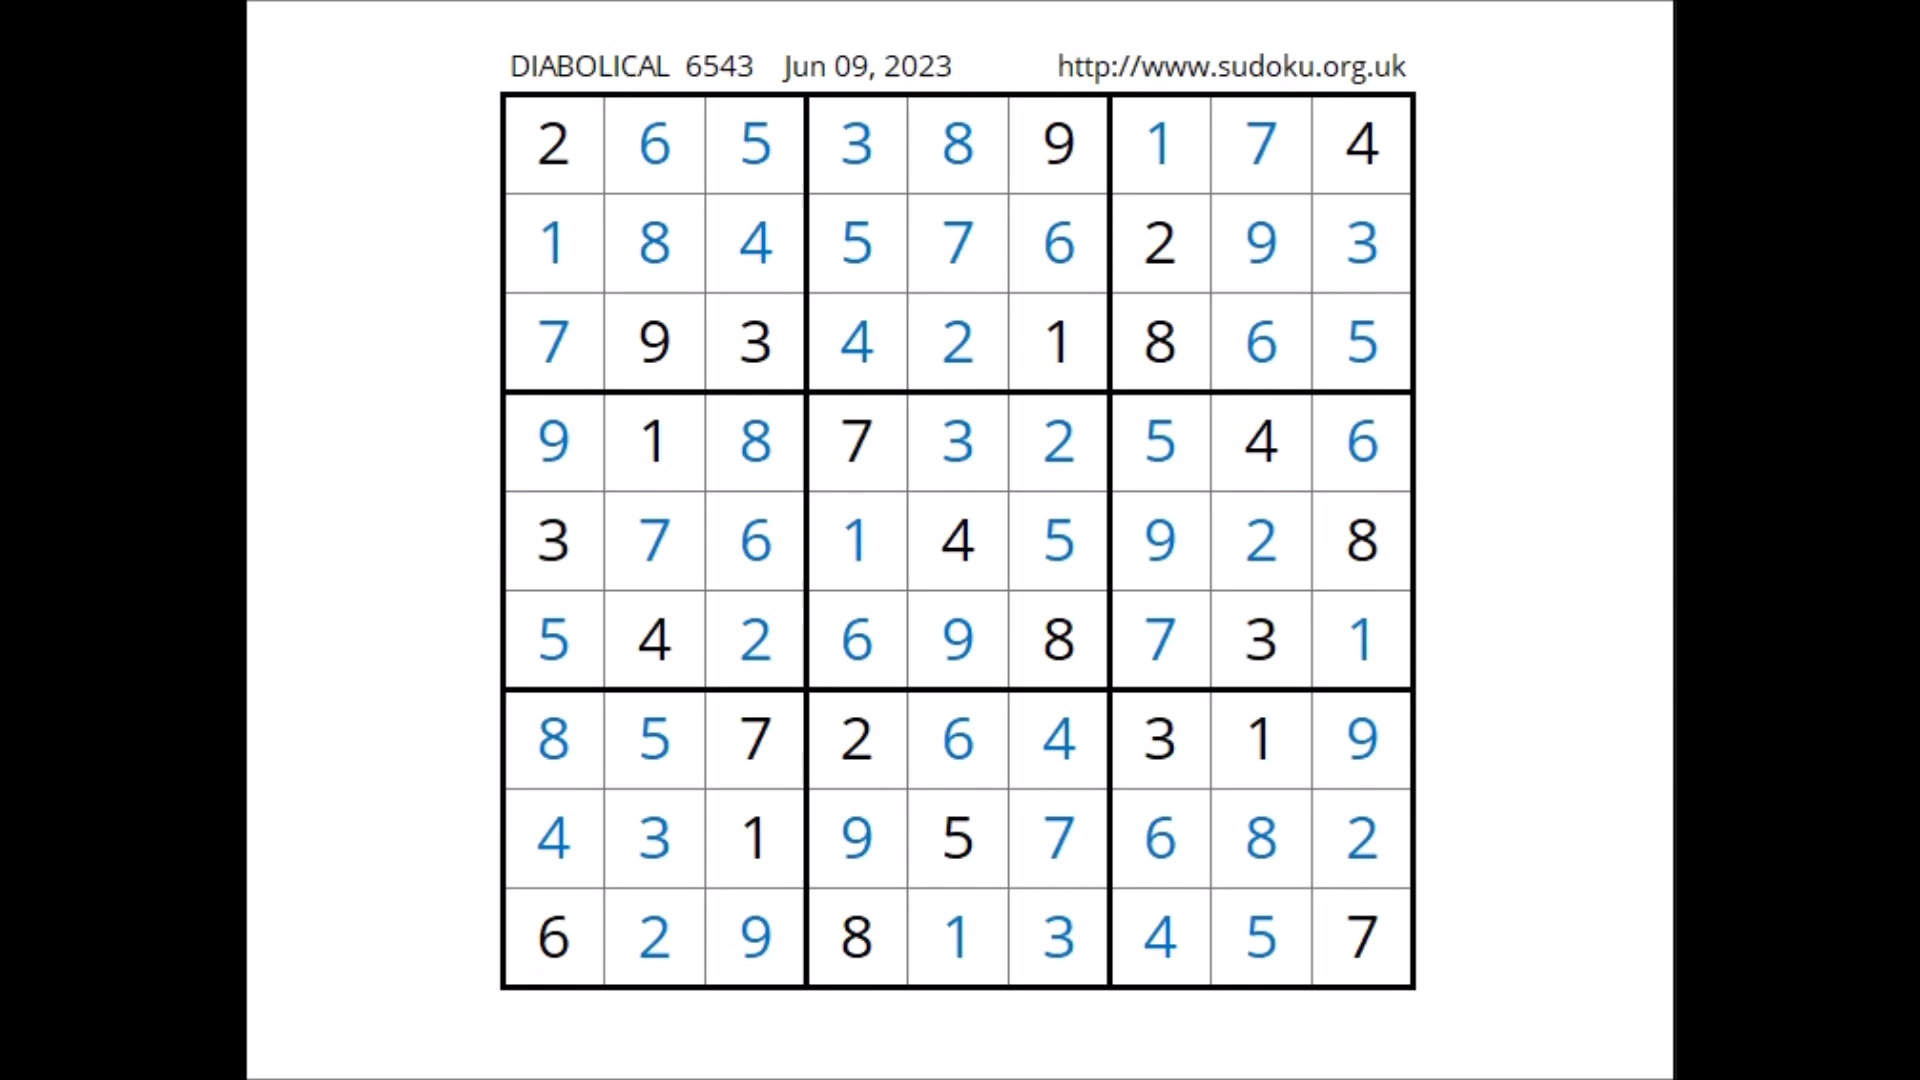 DIABOLICAL 6543 Jun 09, 2023 http://www.sudoku.org.uk
2 6 5 3 8 9 1 7 4
1 8 4 5 7 6 2 9 3
7 9 3 4 2 1 8 6 5
9 1 8 7 3 2 5 4 6
3 7 6 1 4 5 9 2 8
5 4 2 6 9 8 7 3 1
8 5 7 2 6 4 3 1 9
4 3 1 9 5 7 6 8 2
6 2 9 8 1 3 4 5 7